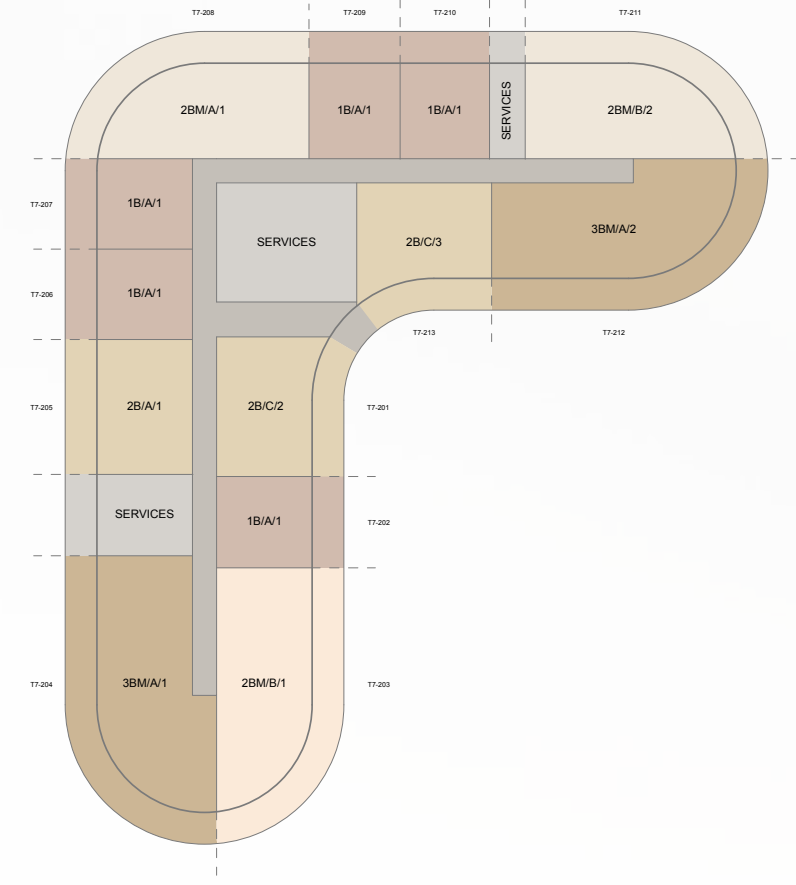 T7-208
T7-209
T7-210
T7-211
2BM/A/1
1B/A/1
1B/A/1
SERVICES
2BM/B/2
T7-207
1B/A/1
SERVICES
2B/C/3
3BM/A/2
T7-206
1B/A/1
T7-213
T7-212
T7-205
2B/A/1
2B/C/2
T7-201
SERVICES
1B/A/1
T7-202
T7-204
3BM/A/1
2BM/B/1
T7-203